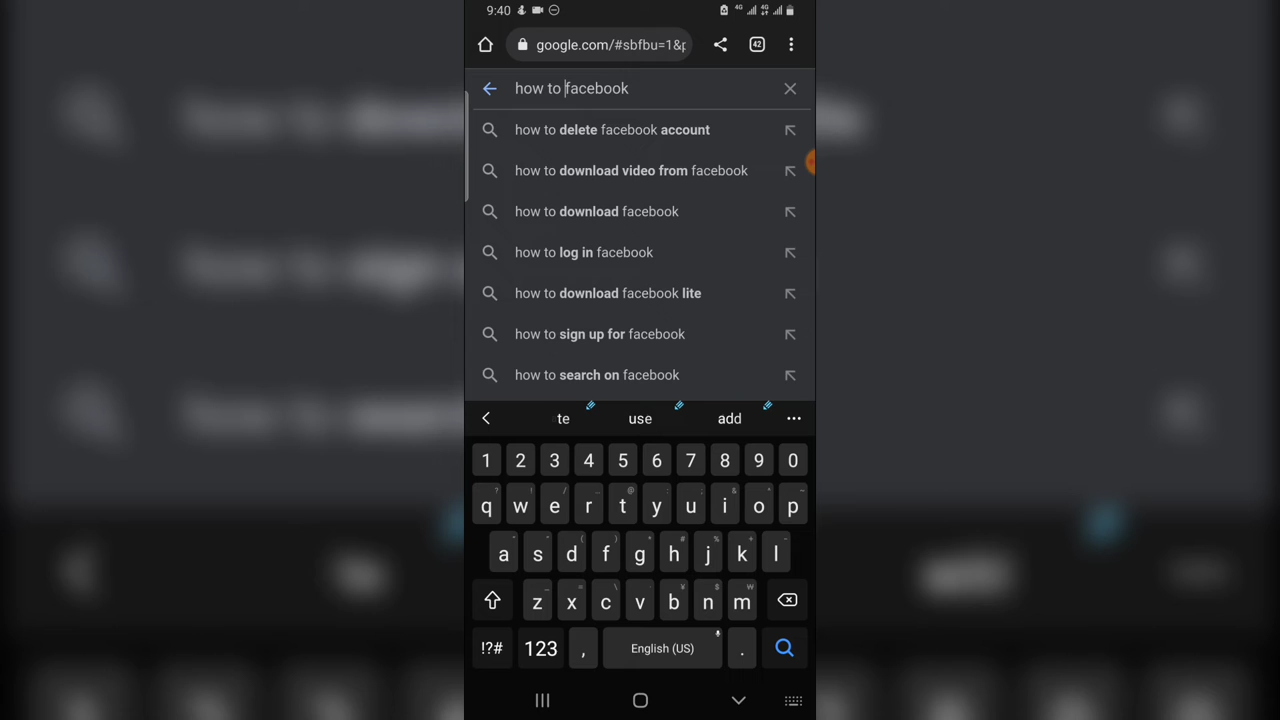 9:40
4G 4G
google.com/#sbfbu=1&p
42
how to facebook
how to delete facebook account
how to download video from facebook
how to download facebook
how to log in facebook
how to download facebook lite
how to sign up for facebook
how to search on facebook
te use add
1 2 3 4 5 6 7 8 9 0
q w e r t y u i o p
a s d f g h j k l
z x c v b n m
!?# 123 , English (US) .